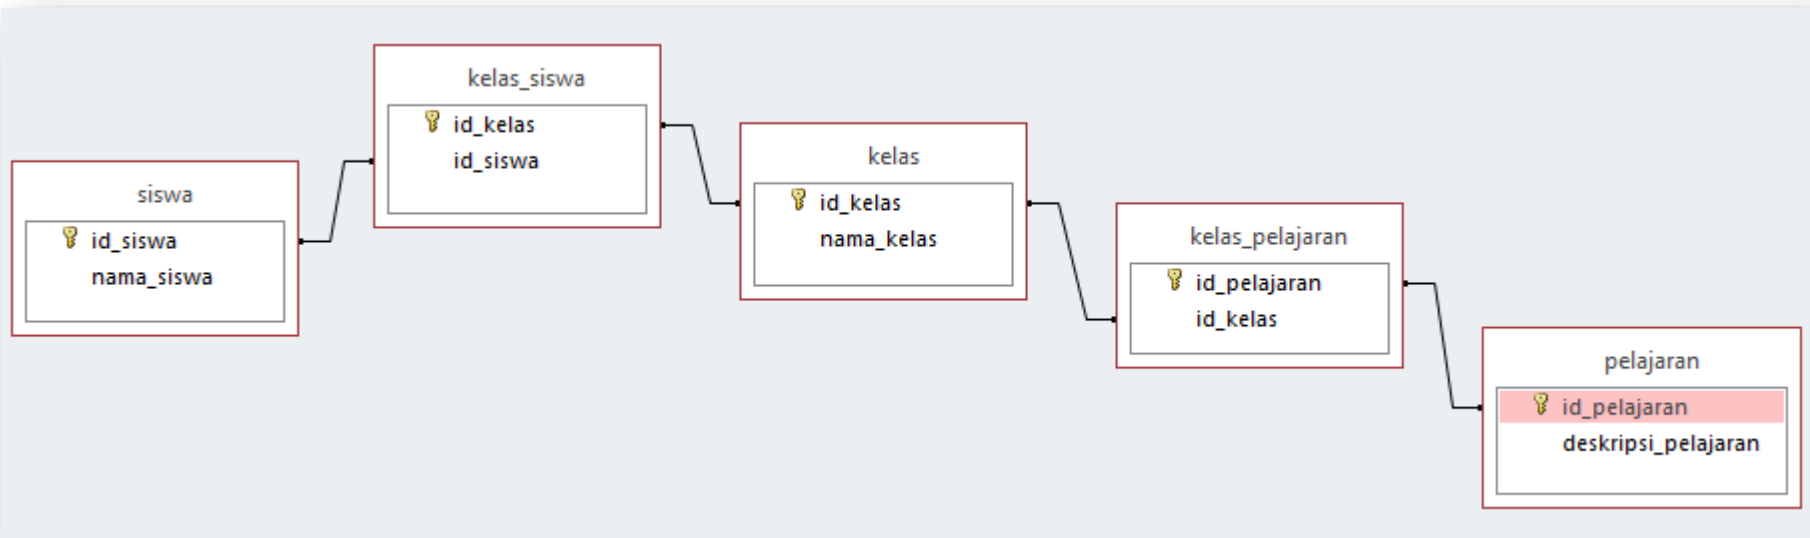 siswa
id_siswa
nama_siswa
kelas_siswa
id_kelas
id_siswa
kelas
id_kelas
nama_kelas
kelas_pelajaran
id_pelajaran
id_kelas
pelajaran
id_pelajaran
deskripsi_pelajaran